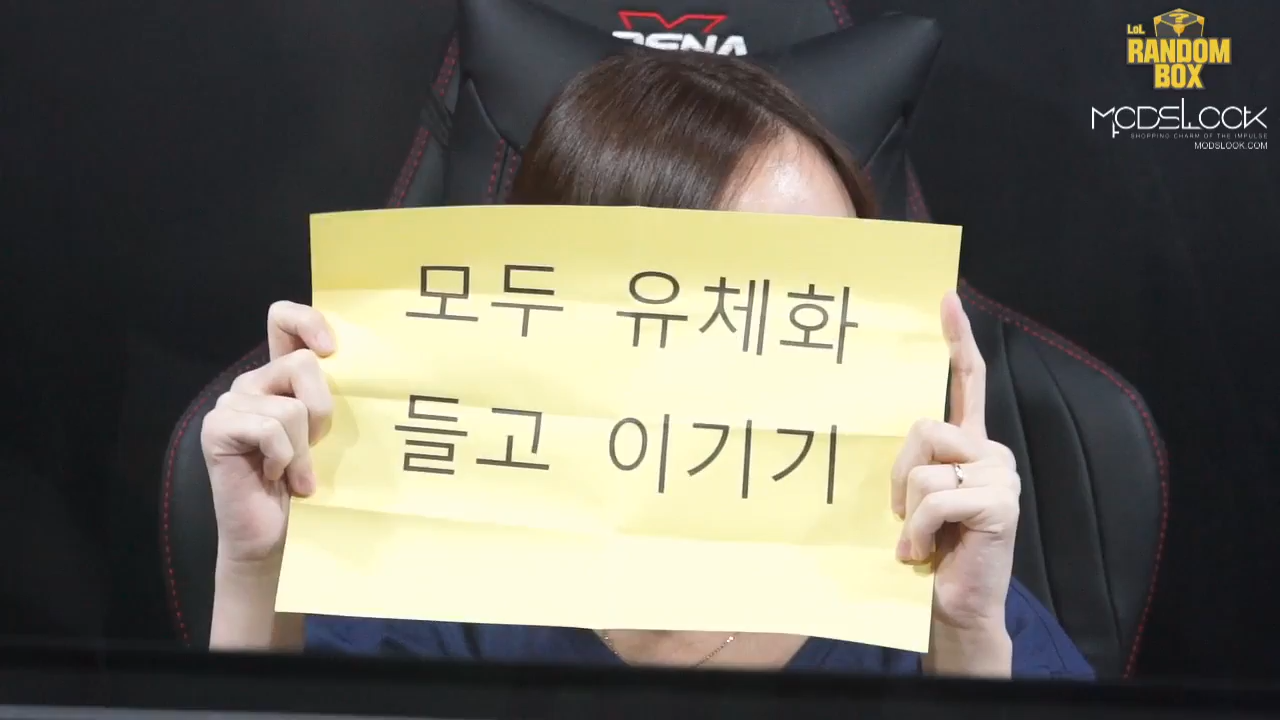 LoL
RANDOM
BOX
MODSLOOK
SHOPPING CHARM OF THE IMPULSE
MODSLOOK.COM
모두 유체화
들고 이기기